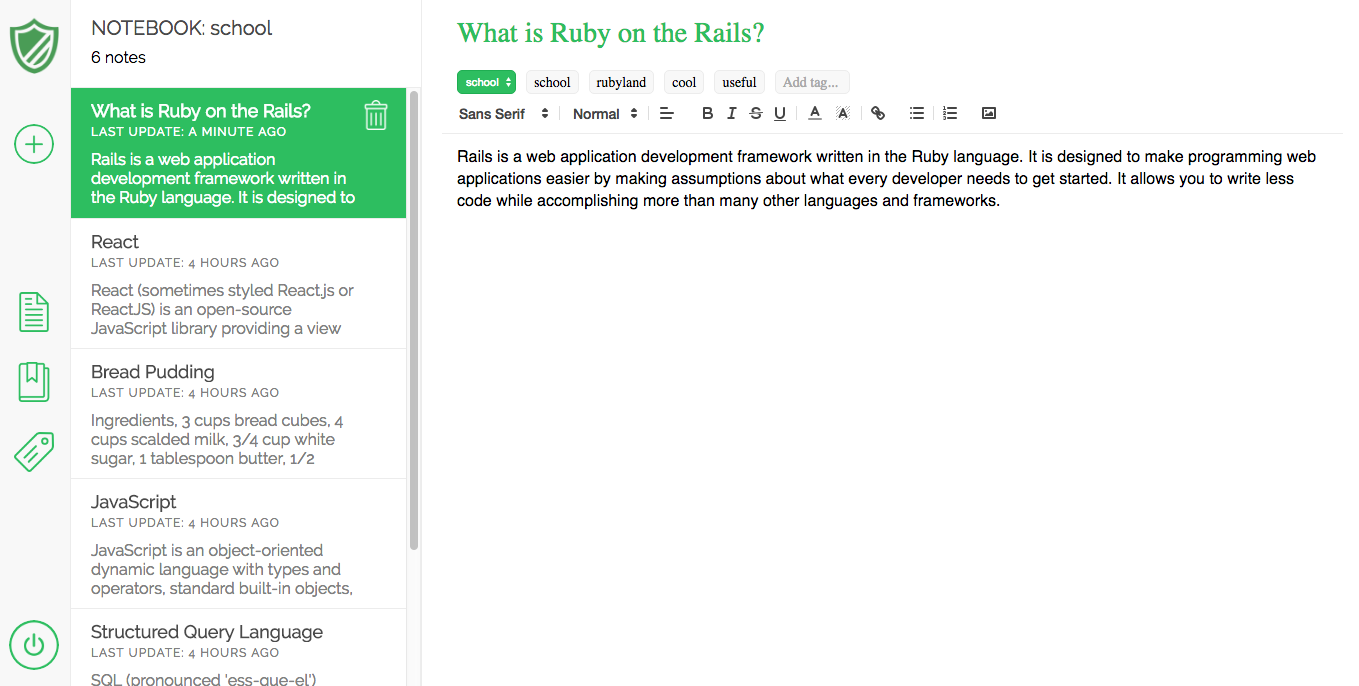 NOTEBOOK: school
6 notes
What is Ruby on the Rails?
LAST UPDATE: A MINUTE AGO
Rails is a web application
development framework written in
the Ruby language. It is designed to
React
LAST UPDATE: 4 HOURS AGO
React (sometimes styled React.js or
ReactJS) is an open-source
JavaScript library providing a view
Bread Pudding
LAST UPDATE: 4 HOURS AGO
Ingredients, 3 cups bread cubes, 4
cups scalded milk, 3/4 cup white
sugar, 1 tablespoon butter, 1/2
JavaScript
LAST UPDATE: 4 HOURS AGO
JavaScript is an object-oriented
dynamic language with types and
operators, standard built-in objects,
Structured Query Language
LAST UPDATE: 4 HOURS AGO
SQL (pronounced 'ess-que-el')
What is Ruby on the Rails?
school school rubyland cool useful Add tag...
Sans Serif Normal B I S U A A
Rails is a web application development framework written in the Ruby language. It is designed to make programming web
applications easier by making assumptions about what every developer needs to get started. It allows you to write less
code while accomplishing more than many other languages and frameworks.